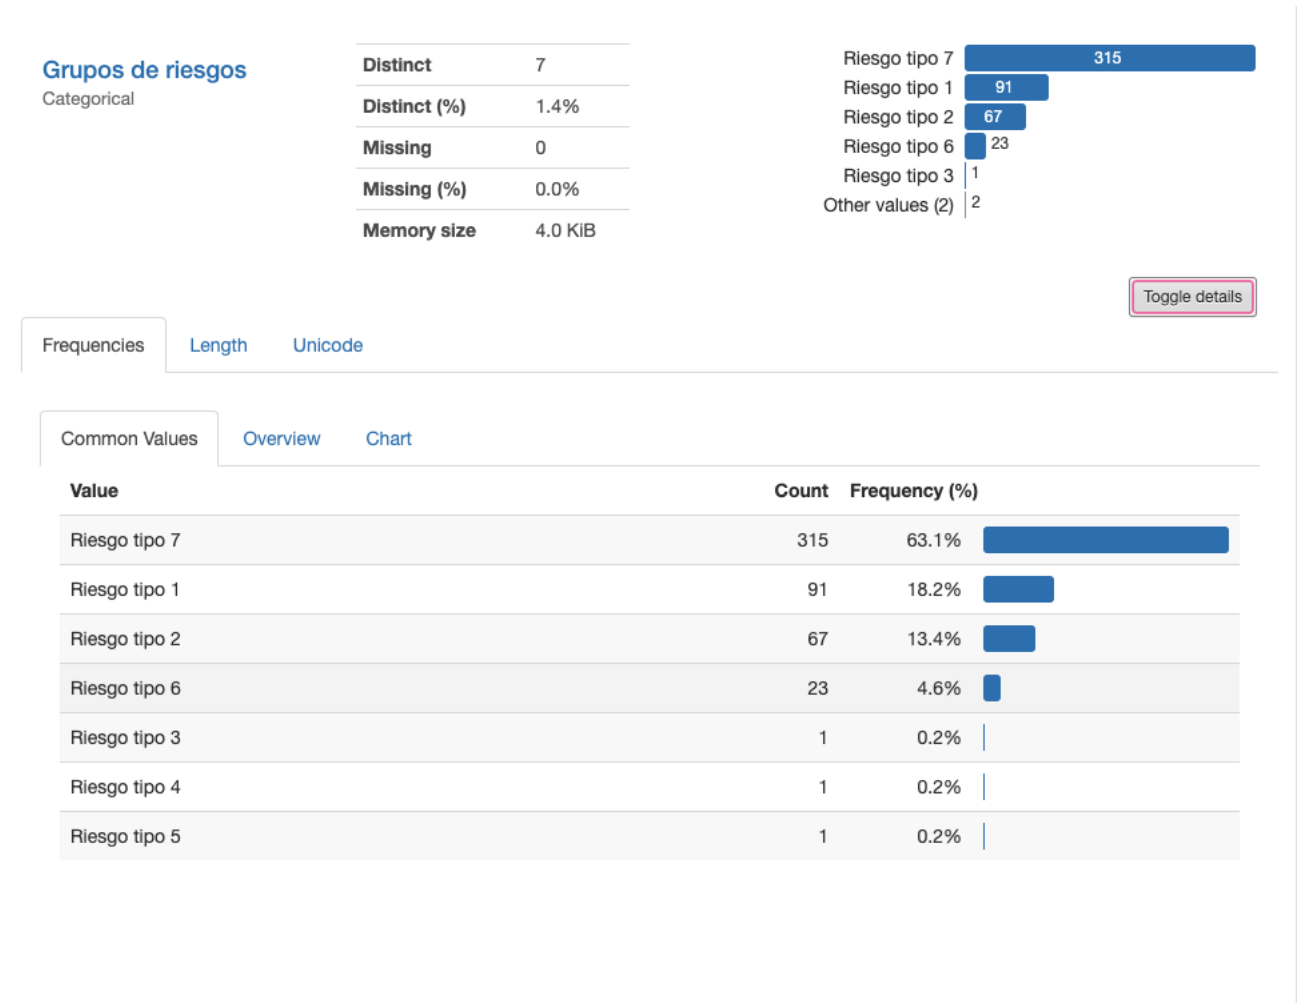 Grupos de riesgos
Categorical
Distinct 7
Distinct (%) 1.4%
Missing 0
Missing (%) 0.0%
Memory size 4.0 KiB
Riesgo tipo 7 315
Riesgo tipo 1 91
Riesgo tipo 2 67
Riesgo tipo 6 23
Riesgo tipo 3 1
Other values (2) 2
Toggle details
Frequencies Length Unicode
Common Values Overview Chart
Value Count Frequency (%)
Riesgo tipo 7 315 63.1%
Riesgo tipo 1 91 18.2%
Riesgo tipo 2 67 13.4%
Riesgo tipo 6 23 4.6%
Riesgo tipo 3 1 0.2%
Riesgo tipo 4 1 0.2%
Riesgo tipo 5 1 0.2%